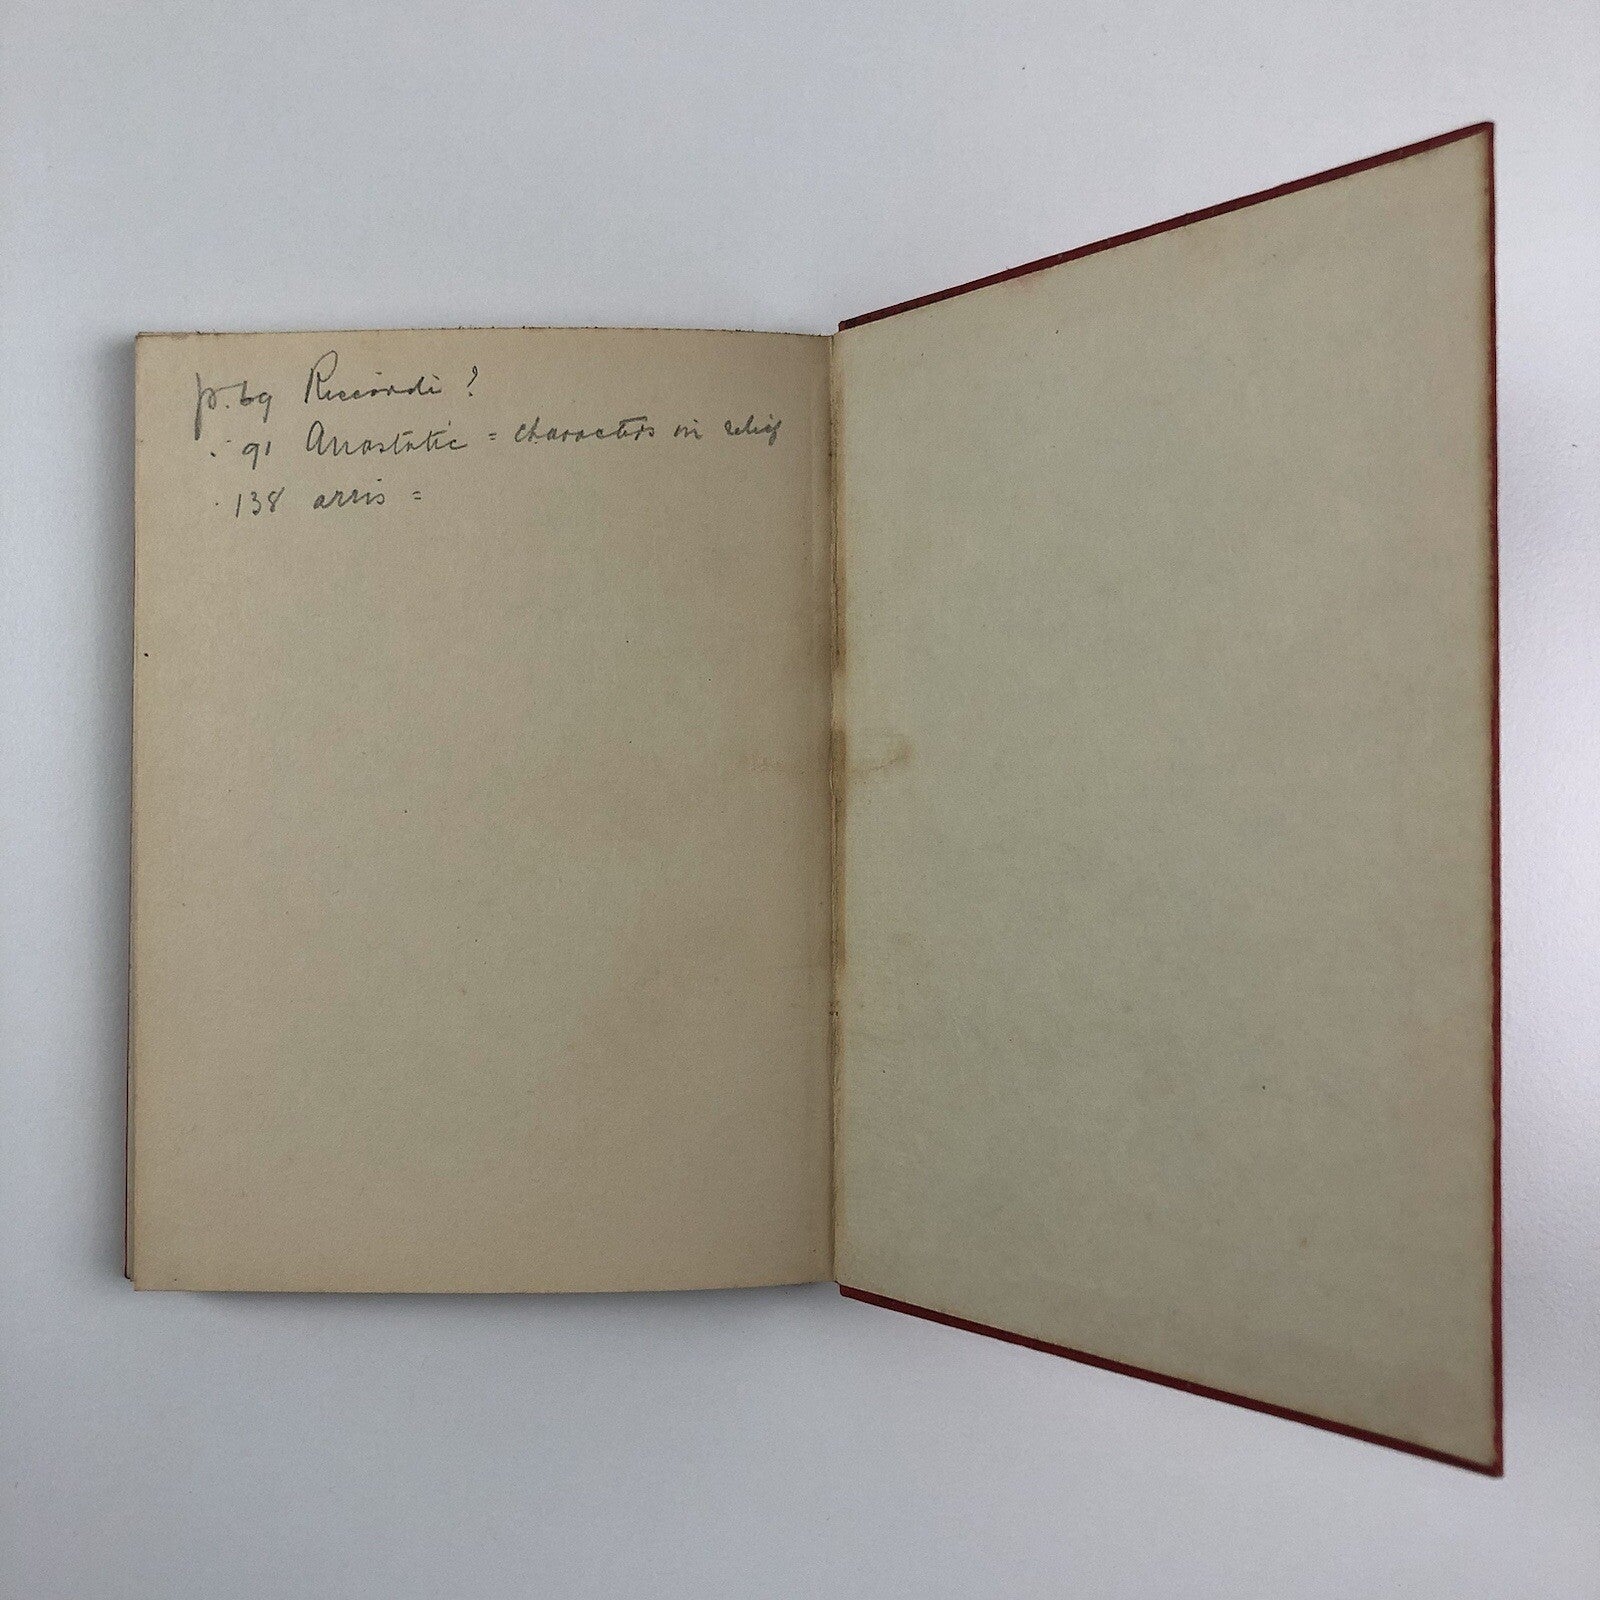 p. 69 Riccardi ?
" 91 Anastatic = characters in relief
" 138 arris =